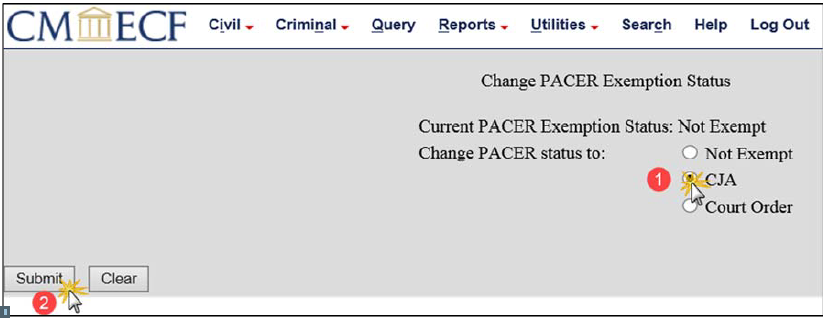 CM ECF Civil Criminal Query Reports Utilities Search Help Log Out
Change PACER Exemption Status
Current PACER Exemption Status: Not Exempt
Change PACER status to: Not Exempt
1 CJA
Court Order
Submit Clear
2